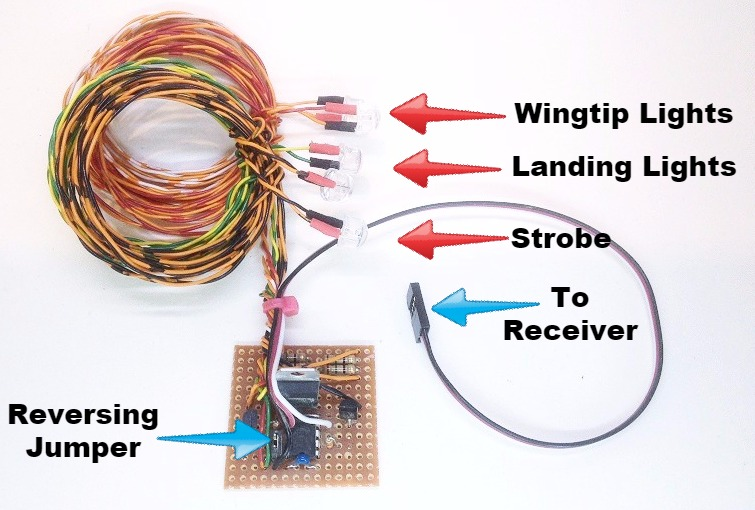 Wingtip Lights
Landing Lights
Strobe
To
Receiver
Reversing
Jumper